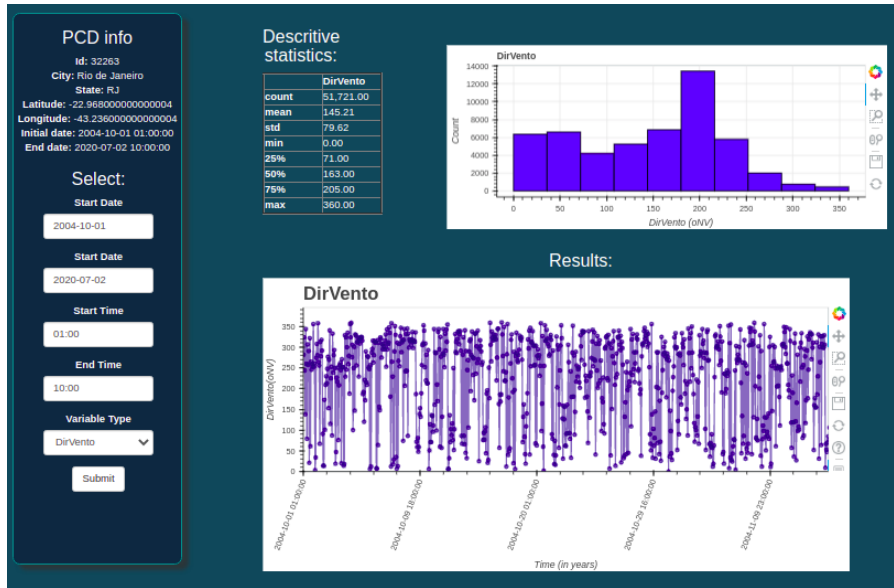 PCD info
Id: 32263
City: Rio de Janeiro
State: RJ
Latitude: -22.968000000000004
Longitude: -43.236000000000004
Initial date: 2004-10-01 01:00:00
End date: 2020-07-02 10:00:00
Select:
Start Date
2004-10-01
Start Date
2020-07-02
Start Time
01:00
End Time
10:00
Variable Type
DirVento
Submit
Descritive
statistics:
DirVento
count 51,721.00
mean 145.21
std 79.62
min 0.00
25% 71.00
50% 163.00
75% 205.00
max 360.00
DirVento
14000
12000
10000
8000
6000
4000
2000
0
Count
0 50 100 150 200 250 300 350
DirVento (oNV)
Results:
DirVento
350
300
250
200
150
100
50
0
DirVento(oNV)
2004-10-01 01:00:00
2004-10-09 18:00:00
2004-10-20 01:00:00
2004-10-29 16:00:00
2004-11-09 23:00:00
Time (in years)